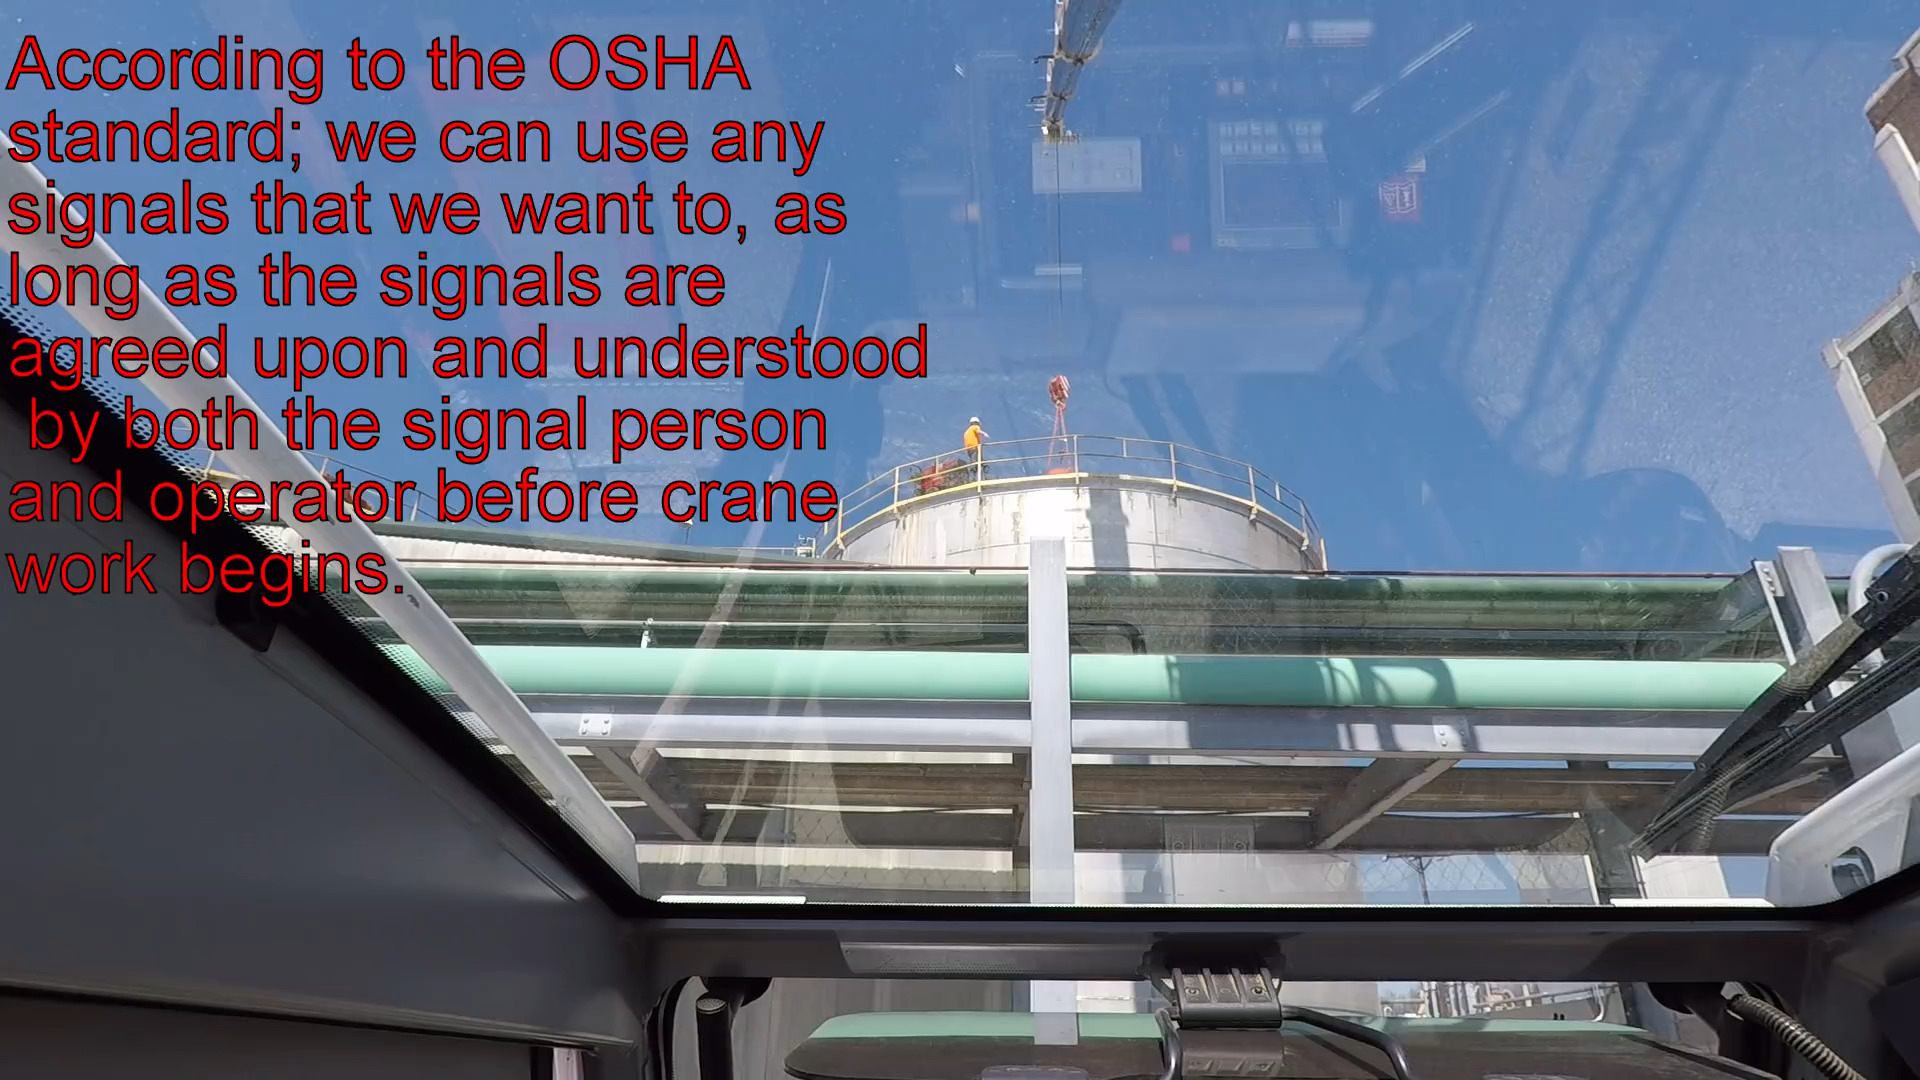 According to the OSHA
standard; we can use any
signals that we want to, as
long as the signals are
agreed upon and understood
by both the signal person
and operator before crane
work begins.